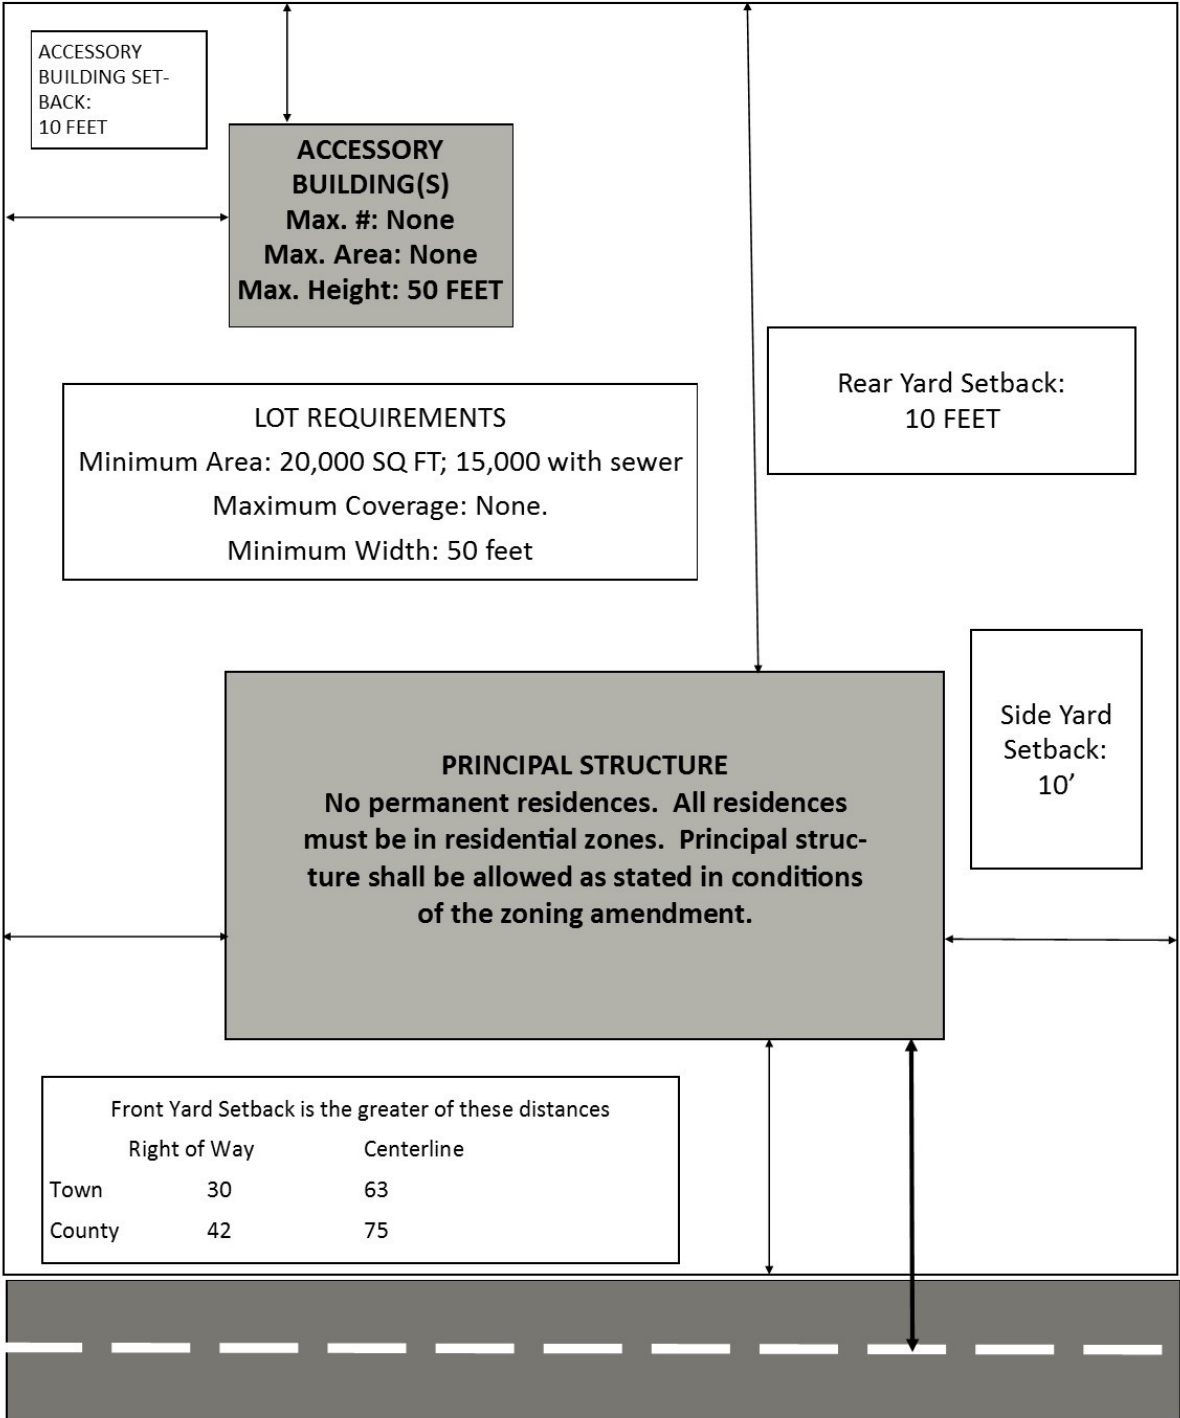 ACCESSORY
BUILDING SET-
BACK:
10 FEET
ACCESSORY
BUILDING(S)
Max. #: None
Max. Area: None
Max. Height: 50 FEET
Rear Yard Setback:
10 FEET
LOT REQUIREMENTS
Minimum Area: 20,000 SQ FT; 15,000 with sewer
Maximum Coverage: None.
Minimum Width: 50 feet
Side Yard
Setback:
10’
PRINCIPAL STRUCTURE
No permanent residences.  All residences
must be in residential zones.  Principal struc-
ture shall be allowed as stated in conditions
of the zoning amendment.
Front Yard Setback is the greater of these distances
Right of Way Centerline
Town 30 63
County 42 75